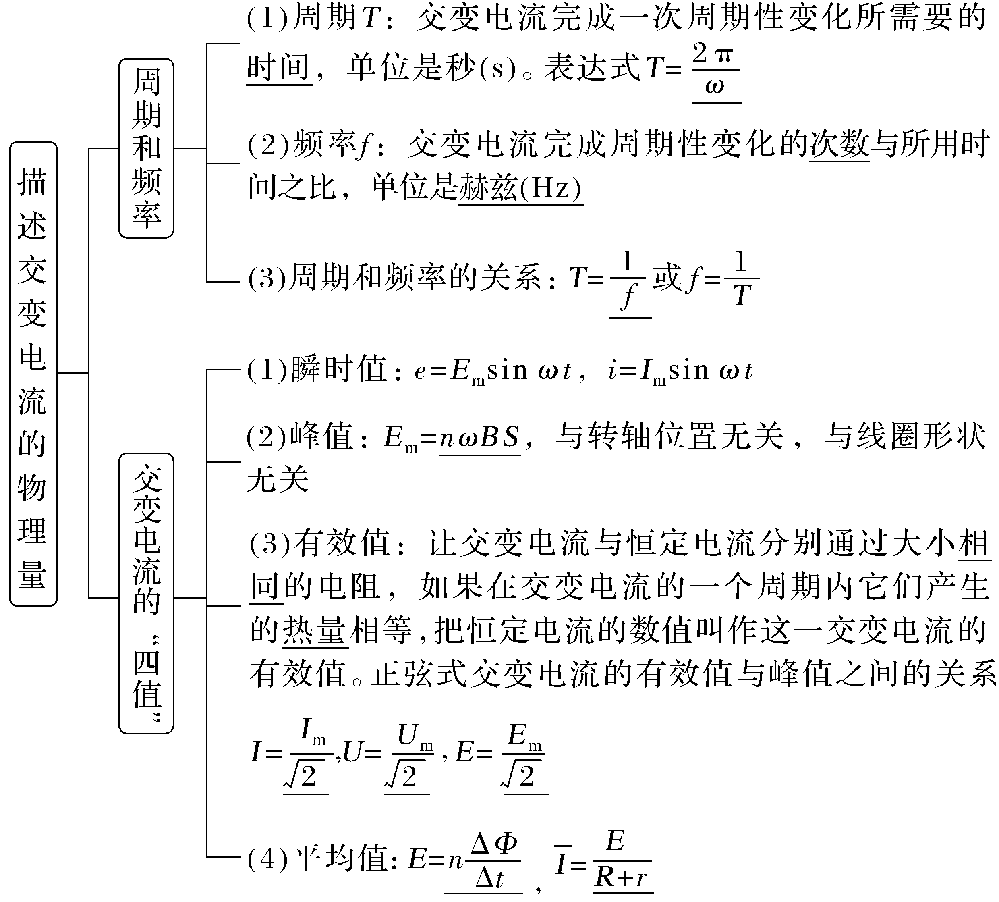 描述交变电流的物理量
周期和频率
(1)周期T：交变电流完成一次周期性变化所需要的
时间，单位是秒(s)。表达式T=2π/ω
(2)频率f：交变电流完成周期性变化的次数与所用时
间之比，单位是赫兹(Hz)
(3)周期和频率的关系：T=1/f或f=1/T
交变电流的“四值”
(1)瞬时值：e=Eₘsin ωt，i=Iₘsin ωt
(2)峰值：Eₘ=nωBS，与转轴位置无关，与线圈形状
无关
(3)有效值：让交变电流与恒定电流分别通过大小相
同的电阻，如果在交变电流的一个周期内它们产生
的热量相等,把恒定电流的数值叫作这一交变电流的
有效值。正弦式交变电流的有效值与峰值之间的关系
I=Iₘ/√2,U=Uₘ/√2,E=Eₘ/√2
(4)平均值：E=nΔΦ/Δt，I̅=E/(R+r)